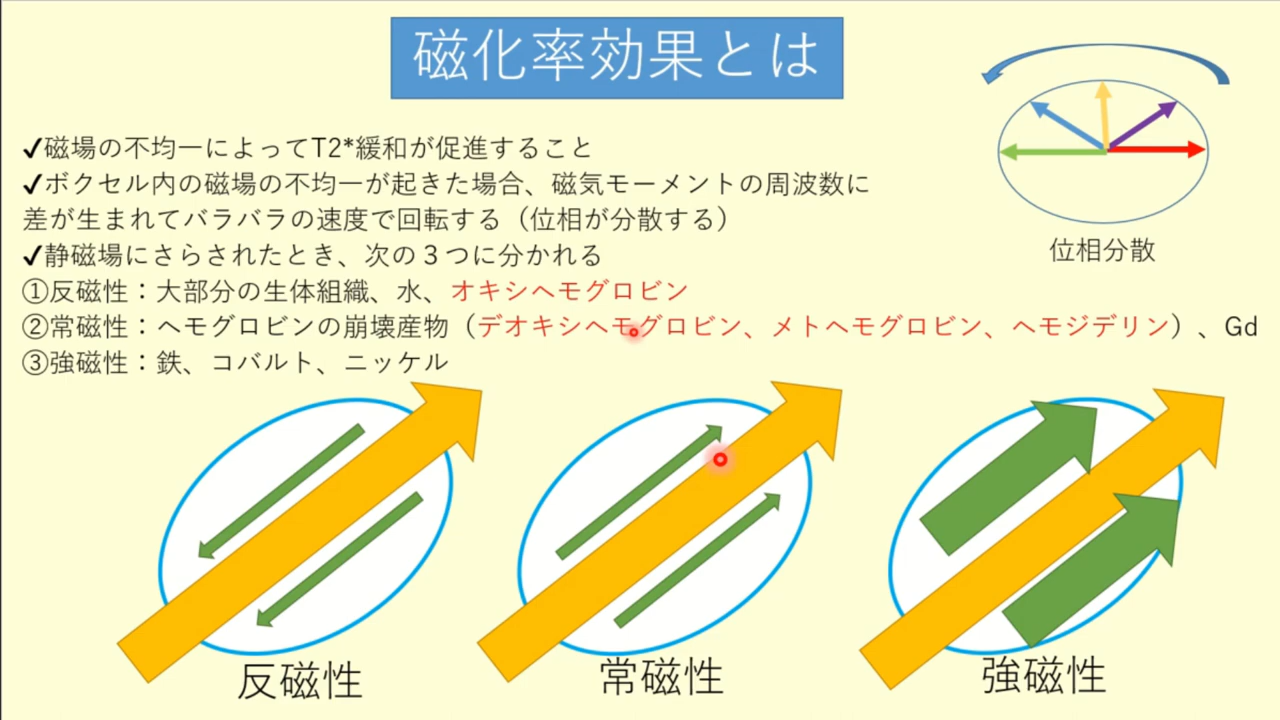 磁化率効果とは
✔磁場の不均一によってT2*緩和が促進すること
✔ボクセル内の磁場の不均一が起きた場合、磁気モーメントの周波数に
差が生まれてバラバラの速度で回転する（位相が分散する）
✔静磁場にさらされたとき、次の３つに分かれる
①反磁性：大部分の生体組織、水、オキシヘモグロビン
②常磁性：ヘモグロビンの崩壊産物（デオキシヘモグロビン、メトヘモグロビン、ヘモジデリン）、Gd
③強磁性：鉄、コバルト、ニッケル
位相分散
反磁性
常磁性
強磁性